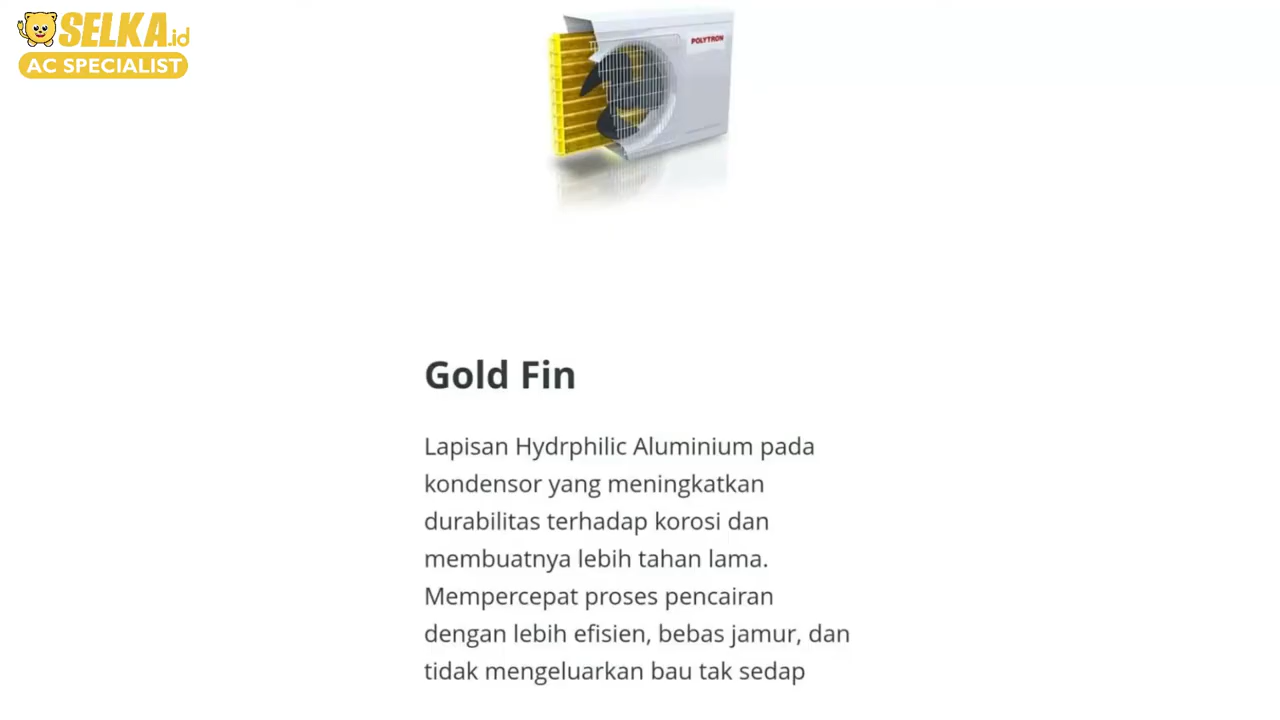 SELKA.id
AC SPECIALIST
POLYTRON
Gold Fin
Lapisan Hydrphilic Aluminium pada
kondensor yang meningkatkan
durabilitas terhadap korosi dan
membuatnya lebih tahan lama.
Mempercepat proses pencairan
dengan lebih efisien, bebas jamur, dan
tidak mengeluarkan bau tak sedap